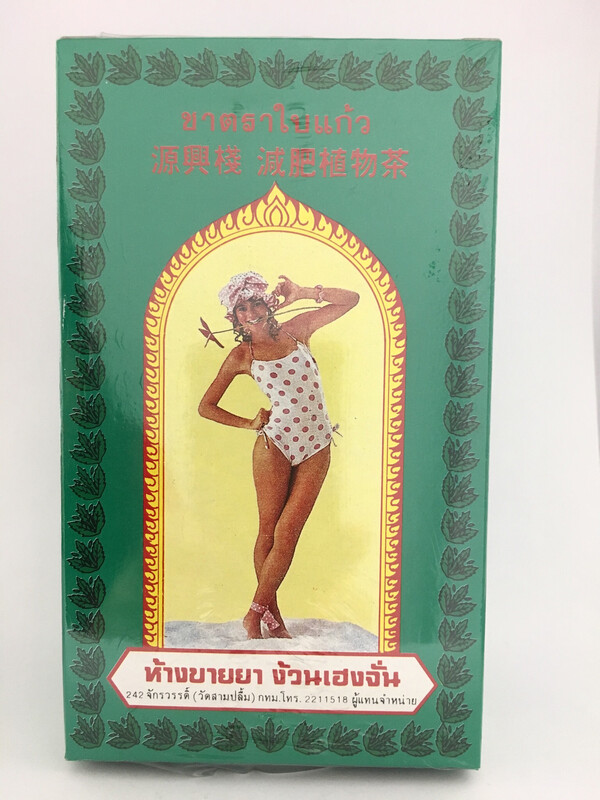 ชาตราใบแก้ว
源興棧 減肥植物茶
ห้างขายยา ง้วนเฮงจั่น
242 จักรวรรดิ์ (วัดสามปลื้ม) กทม. โทร. 2211518 ผู้แทนจำหน่าย